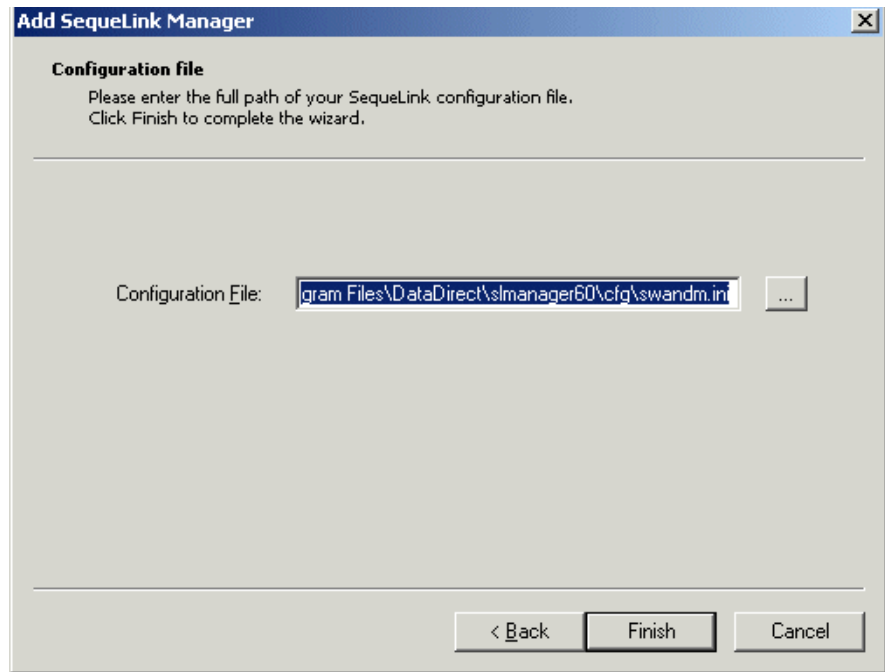 Add SequeLink Manager
Configuration file
Please enter the full path of your SequeLink configuration file.
Click Finish to complete the wizard.
Configuration File: gram Files\DataDirect\slmanager60\cfg\swandm.ini ...
< Back Finish Cancel